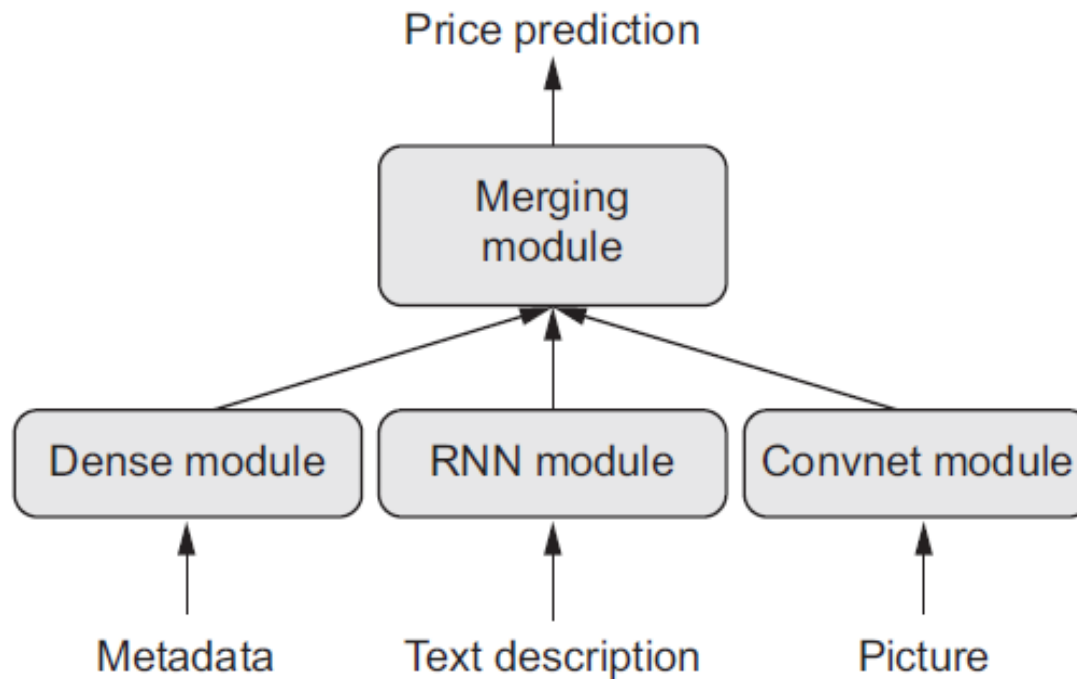 Price prediction
Merging
module
Dense module
RNN module
Convnet module
Metadata
Text description
Picture